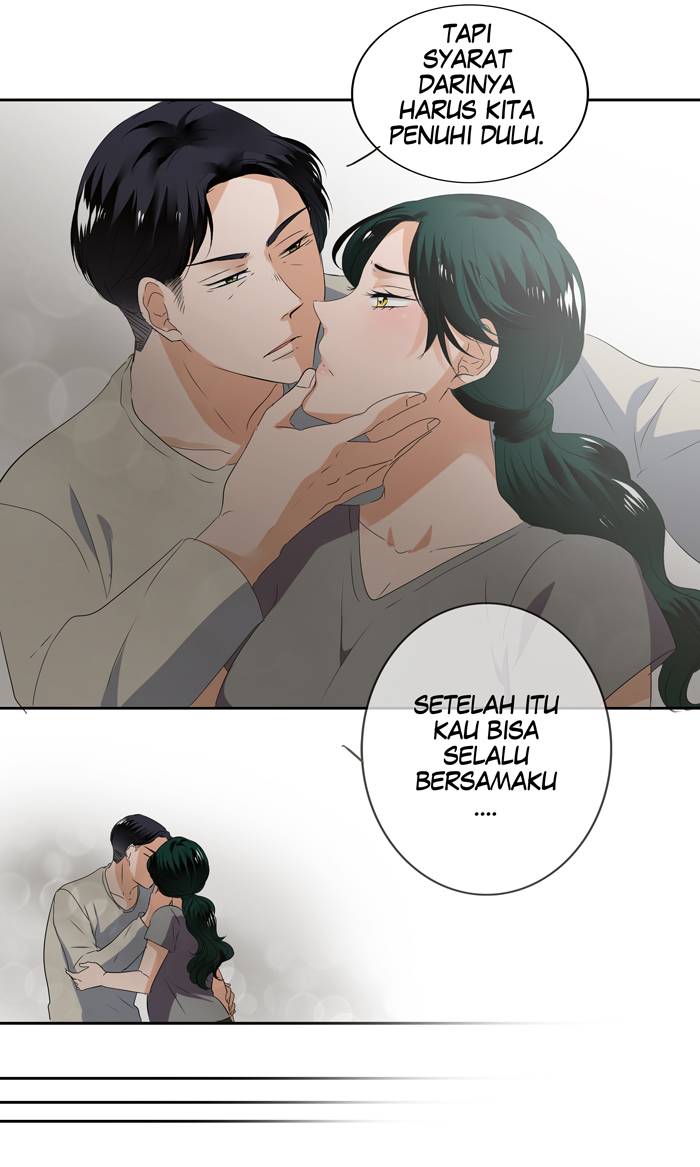 TAPI
SYARAT
DARINYA
HARUS KITA
PENUHI DULU.
SETELAH ITU
KAU BISA
SELALU
BERSAMAKU
....